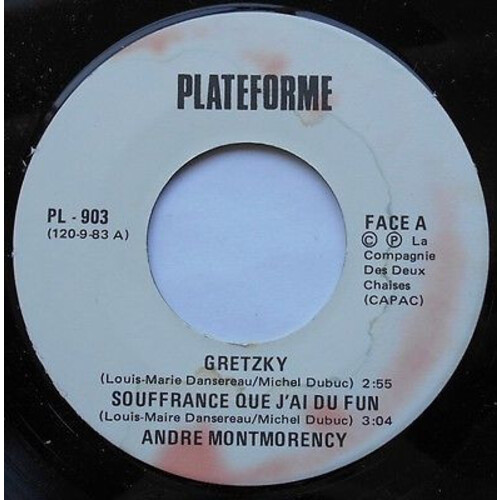 PLATEFORME
PL - 903
(120-9-83 A)
FACE A
© ℗ La
Compagnie
Des Deux
Chaises
(CAPAC)
GRETZKY
(Louis-Marie Dansereau/Michel Dubuc) 2:55
SOUFFRANCE QUE J'AI DU FUN
(Louis-Maire Dansereau/Michel Dubuc) 3:04
ANDRE MONTMORENCY